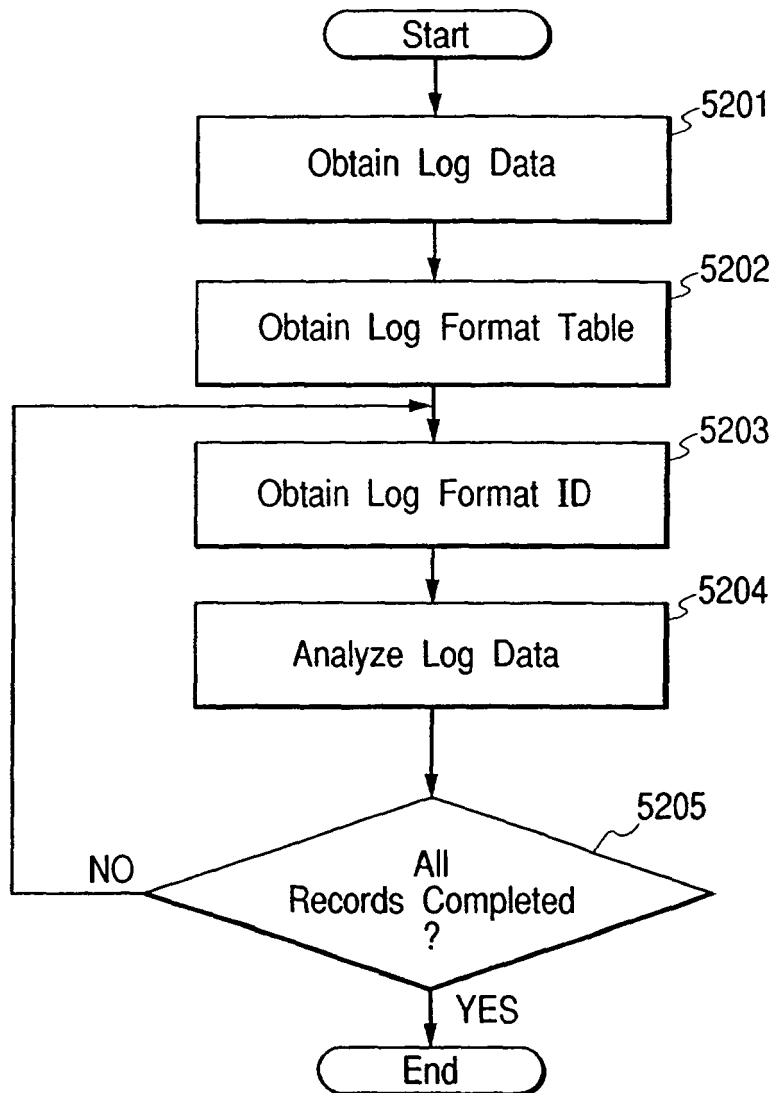 Start
5201
Obtain Log Data
5202
Obtain Log Format Table
5203
Obtain Log Format ID
5204
Analyze Log Data
5205
NO
All
Records Completed
?
YES
End